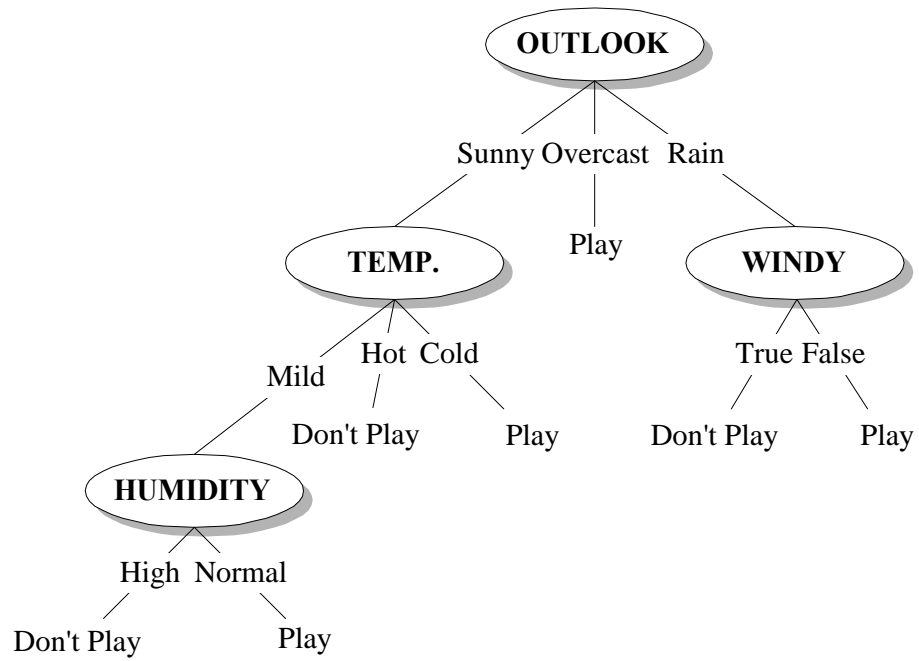 OUTLOOK
Sunny Overcast Rain
Play
TEMP.
WINDY
Hot Cold
True False
Mild
Don't Play
Play
Don't Play
Play
HUMIDITY
High Normal
Don't Play
Play